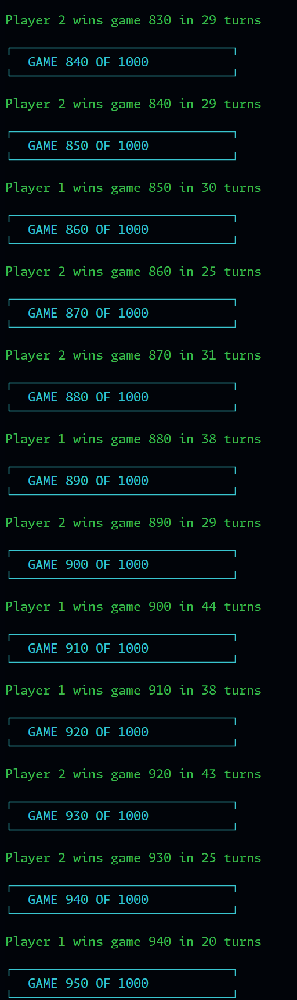 Player 2 wins game 830 in 29 turns
GAME 840 OF 1000
Player 2 wins game 840 in 29 turns
GAME 850 OF 1000
Player 1 wins game 850 in 30 turns
GAME 860 OF 1000
Player 2 wins game 860 in 25 turns
GAME 870 OF 1000
Player 2 wins game 870 in 31 turns
GAME 880 OF 1000
Player 1 wins game 880 in 38 turns
GAME 890 OF 1000
Player 2 wins game 890 in 29 turns
GAME 900 OF 1000
Player 1 wins game 900 in 44 turns
GAME 910 OF 1000
Player 1 wins game 910 in 38 turns
GAME 920 OF 1000
Player 2 wins game 920 in 43 turns
GAME 930 OF 1000
Player 2 wins game 930 in 25 turns
GAME 940 OF 1000
Player 1 wins game 940 in 20 turns
GAME 950 OF 1000